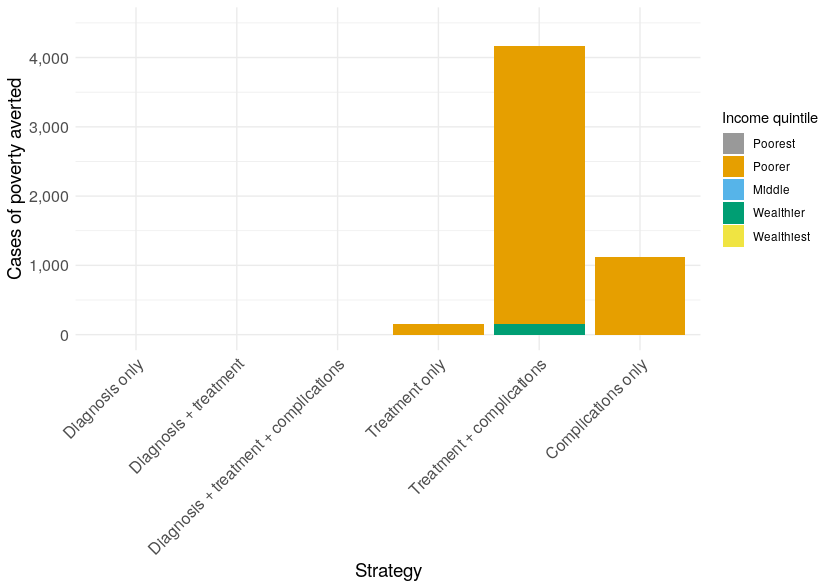 Cases of poverty averted
4,000
3,000
2,000
1,000
0
Diagnosis only
Diagnosis + treatment
Diagnosis + treatment + complications
Treatment only
Treatment + complications
Complications only
Strategy
Income quintile
Poorest
Poorer
Middle
Wealthier
Wealthiest